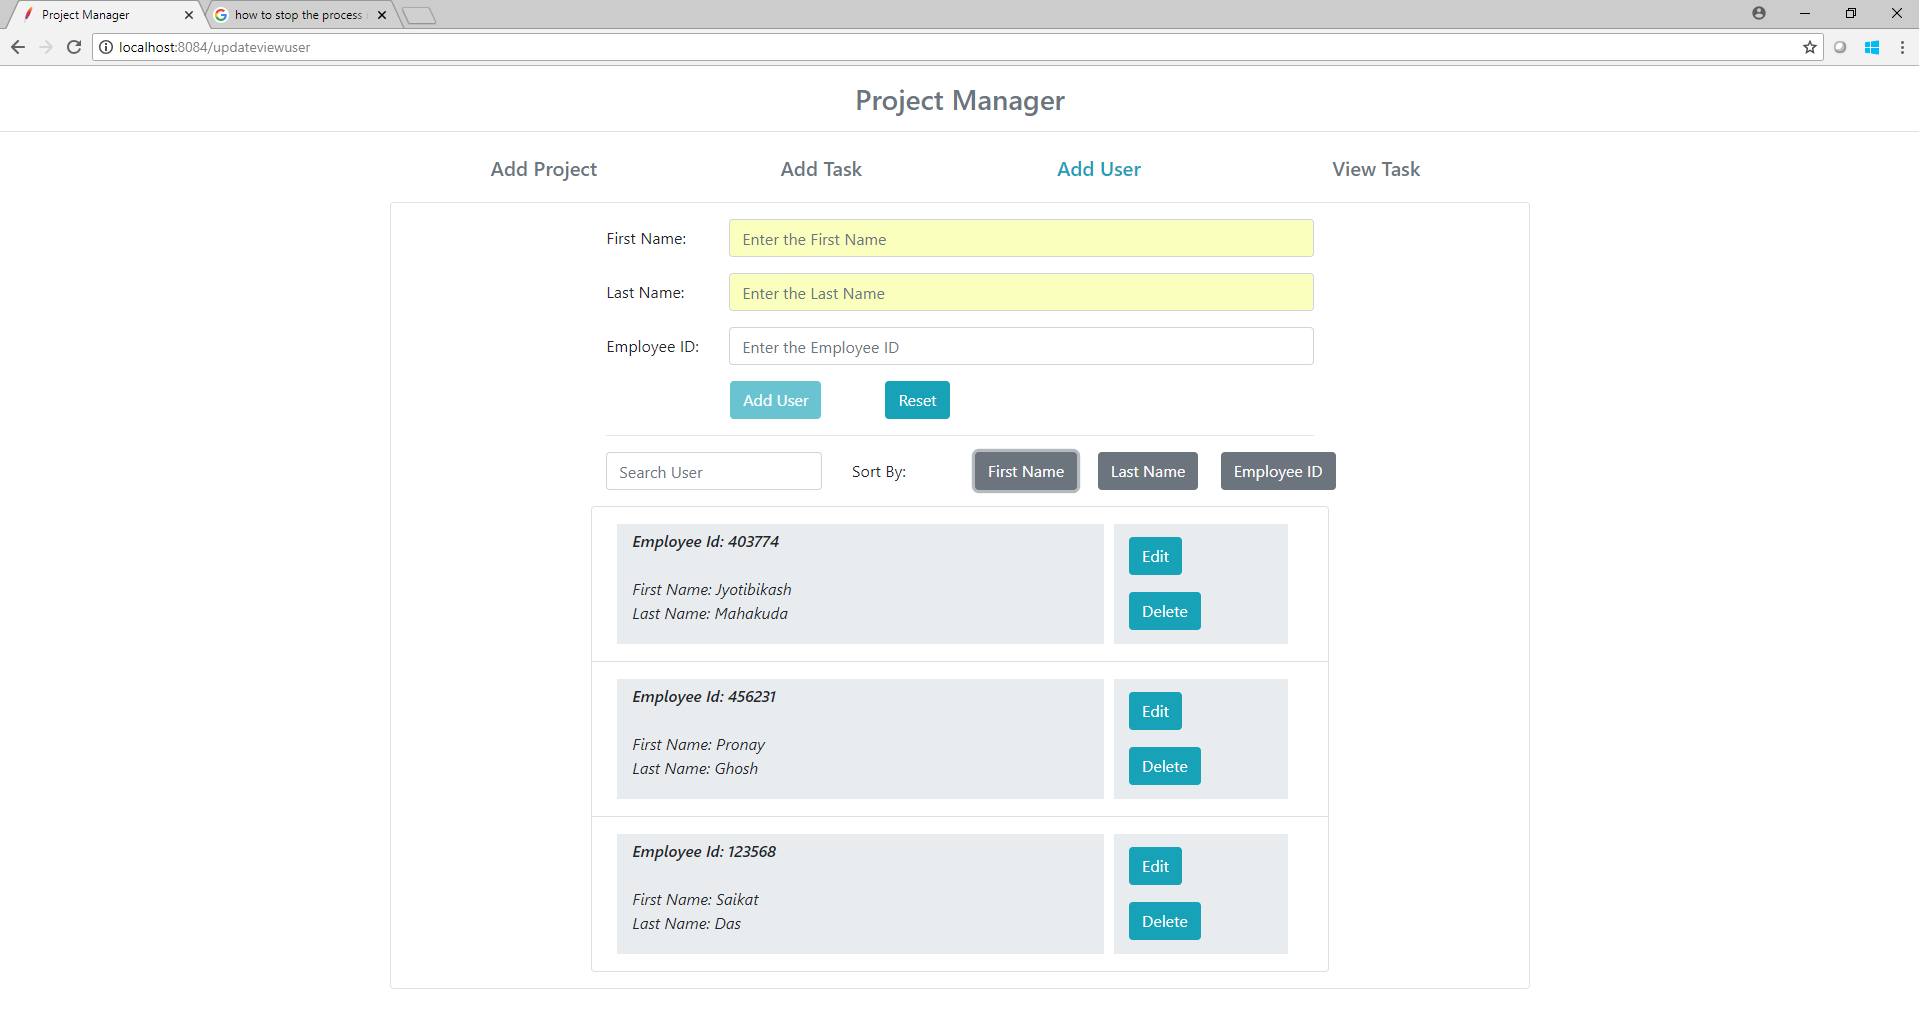 Project Manager
how to stop the process
localhost:8084/updateviewuser
Project Manager
Add Project Add Task Add User View Task
First Name: Enter the First Name
Last Name: Enter the Last Name
Employee ID: Enter the Employee ID
Add User Reset
Search User Sort By: First Name Last Name Employee ID
Employee Id: 403774
Edit
First Name: Jyotibikash
Last Name: Mahakuda
Delete
Employee Id: 456231
Edit
First Name: Pronay
Last Name: Ghosh
Delete
Employee Id: 123568
Edit
First Name: Saikat
Last Name: Das
Delete